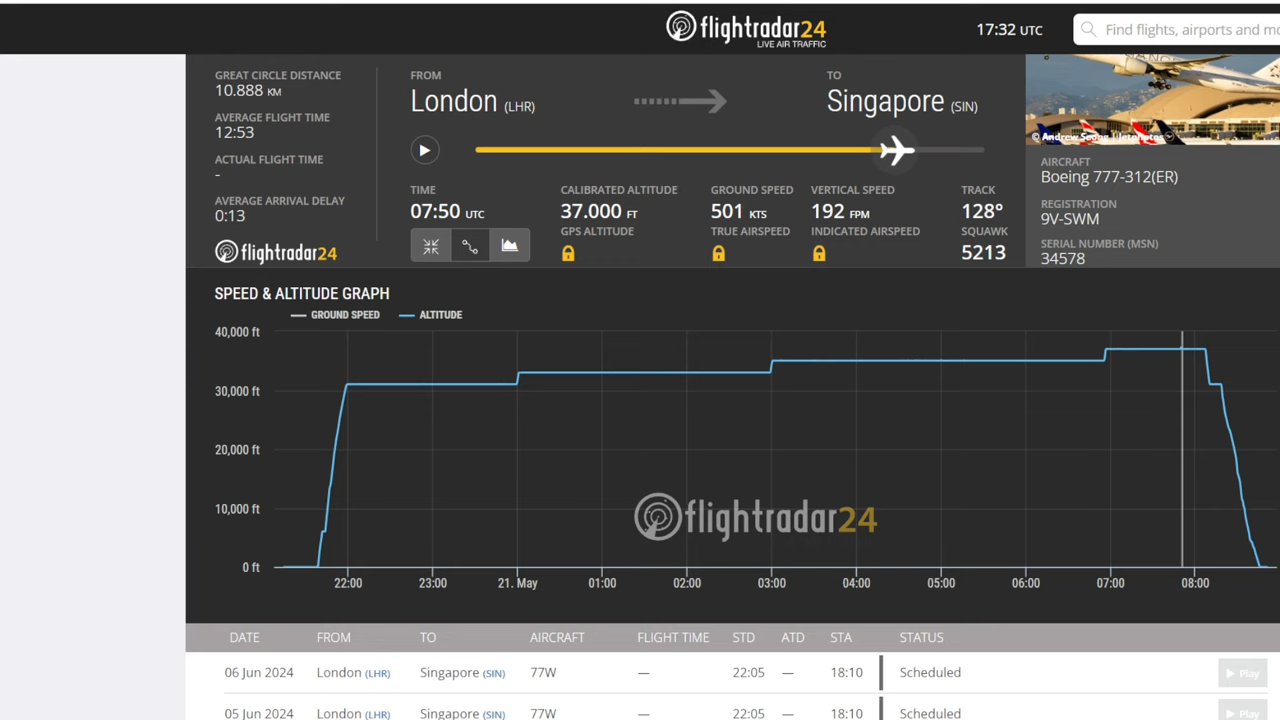 flightradar24
LIVE AIR TRAFFIC
17:32 UTC
Find flights, airports and mo
GREAT CIRCLE DISTANCE
10.888 KM
AVERAGE FLIGHT TIME
12:53
ACTUAL FLIGHT TIME
-
AVERAGE ARRIVAL DELAY
0:13
flightradar24
FROM
London (LHR)
TO
Singapore (SIN)
TIME
07:50 UTC
CALIBRATED ALTITUDE
37.000 FT
GPS ALTITUDE
GROUND SPEED
501 KTS
TRUE AIRSPEED
VERTICAL SPEED
192 FPM
INDICATED AIRSPEED
TRACK
128°
SQUAWK
5213
© Andrew Seong | Jetphotos
AIRCRAFT
Boeing 777-312(ER)
REGISTRATION
9V-SWM
SERIAL NUMBER (MSN)
34578
SPEED & ALTITUDE GRAPH
GROUND SPEED ALTITUDE
40,000 ft
30,000 ft
20,000 ft
10,000 ft
0 ft
flightradar24
22:00 23:00 21. May 01:00 02:00 03:00 04:00 05:00 06:00 07:00 08:00
DATE FROM TO AIRCRAFT FLIGHT TIME STD ATD STA STATUS
06 Jun 2024 London (LHR) Singapore (SIN) 77W — 22:05 — 18:10 Scheduled Play
05 Jun 2024 London (LHR) Singapore (SIN) 77W — 22:05 — 18:10 Scheduled Play